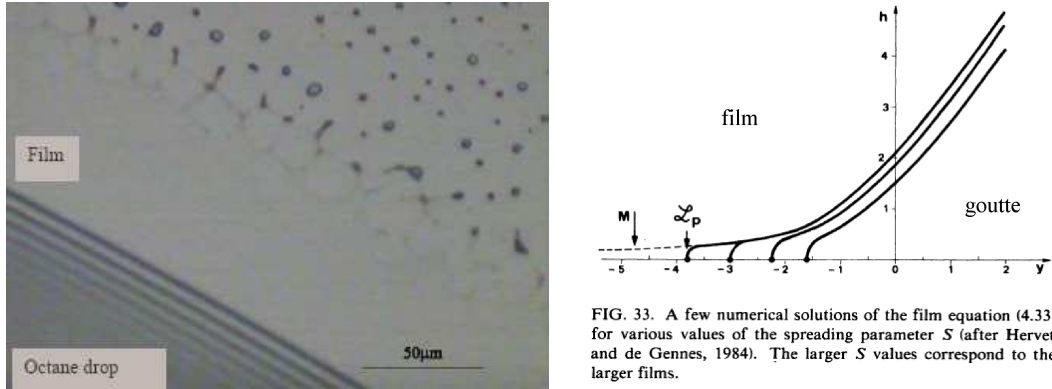 Film
Octane drop
50μm
h
4
3
2
1
film
goutte
M
ℒp
-5 -4 -3 -2 -1 0 1 2 y
FIG. 33. A few numerical solutions of the film equation (4.33
for various values of the spreading parameter S (after Hervet
and de Gennes, 1984). The larger S values correspond to the
larger films.